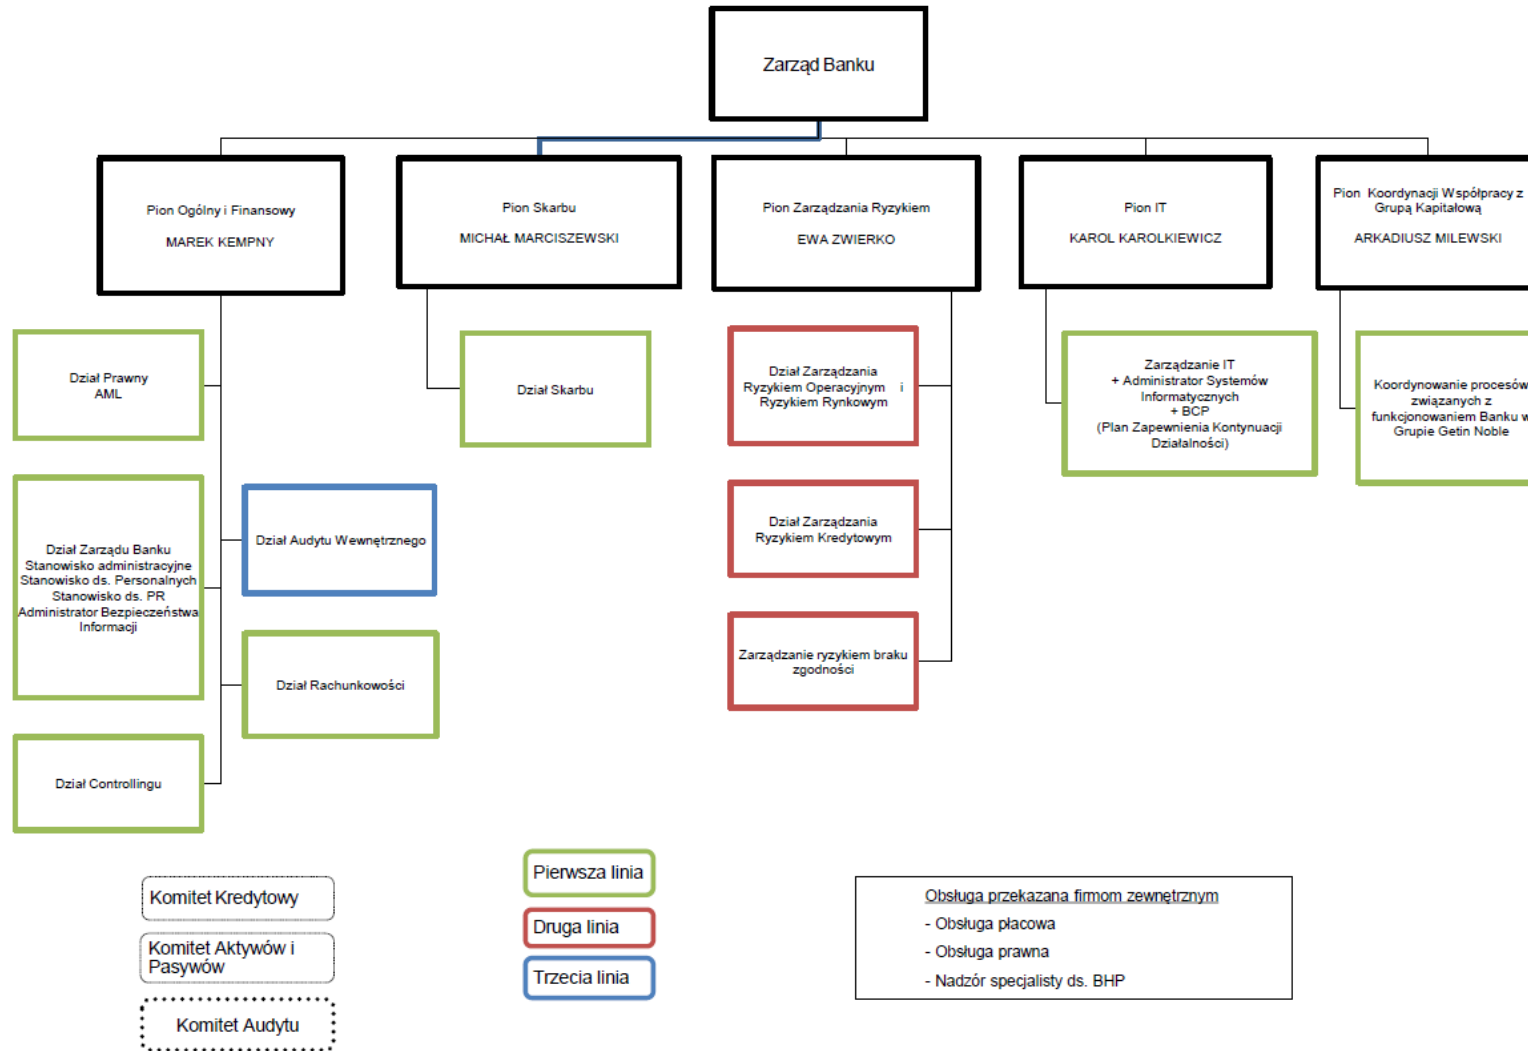 Zarząd Banku
Pion Ogólny i Finansowy
MAREK KEMPNY
Pion Skarbu
MICHAŁ MARCISZEWSKI
Pion Zarządzania Ryzykiem
EWA ZWIERKO
Pion IT
KAROL KAROLKIEWICZ
Pion Koordynacji Współpracy z
Grupą Kapitałową
ARKADIUSZ MILEWSKI
Dział Prawny
AML
Dział Skarbu
Dział Zarządzania
Ryzykiem Operacyjnym i
Ryzykiem Rynkowym
Zarządzanie IT
+ Administrator Systemów
Informatycznych
+ BCP
(Plan Zapewnienia Kontynuacji
Działalności)
Koordynowanie procesów
związanych z
funkcjonowaniem Banku w
Grupie Getin Noble
Dział Zarządu Banku
Stanowisko administracyjne
Stanowisko ds. Personalnych
Stanowisko ds. PR
Administrator Bezpieczeństwa
Informacji
Dział Audytu Wewnętrznego
Dział Zarządzania
Ryzykiem Kredytowym
Dział Rachunkowości
Zarządzanie ryzykiem braku
zgodności
Dział Controllingu
Komitet Kredytowy
Komitet Aktywów i
Pasywów
Komitet Audytu
Pierwsza linia
Druga linia
Trzecia linia
Obsługa przekazana firmom zewnętrznym
- Obsługa płacowa
- Obsługa prawna
- Nadzór specjalisty ds. BHP